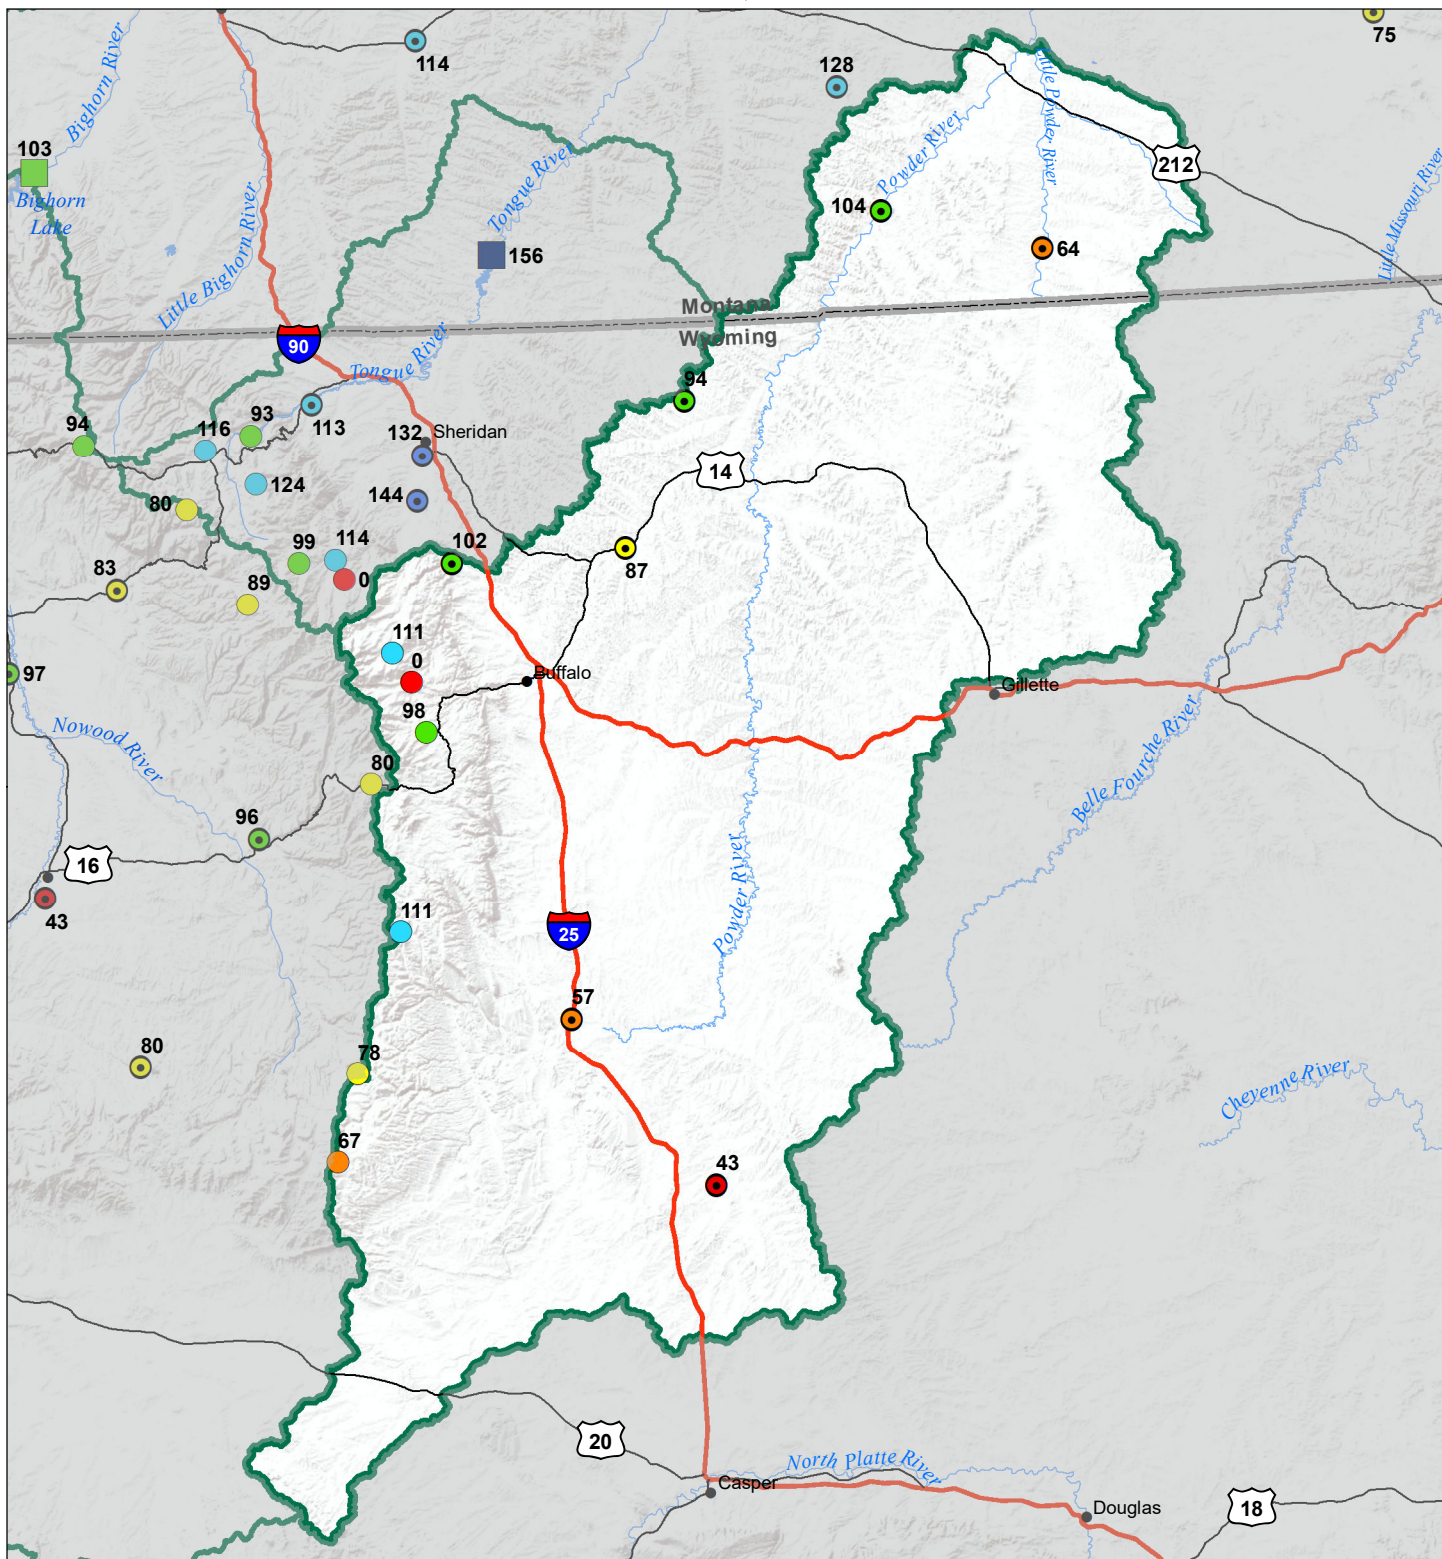 75
114
128
Bighorn River
Little Powder River
Powder River
212
103
Tongue River
104
Bighorn
Lake
156
64
Little Missouri River
Little Bighorn River
Montana
Wyoming
90
Tongue River
94
94
116
93
113
132
Sheridan
14
124
144
80
99
114
102
0
87
83
89
111
0
97
Buffalo
Gillette
98
Nowood River
80
Belle Fourche River
96
16
Powder River
43
111
25
57
80
78
Cheyenne River
67
43
20
North Platte River
Casper
Douglas
18